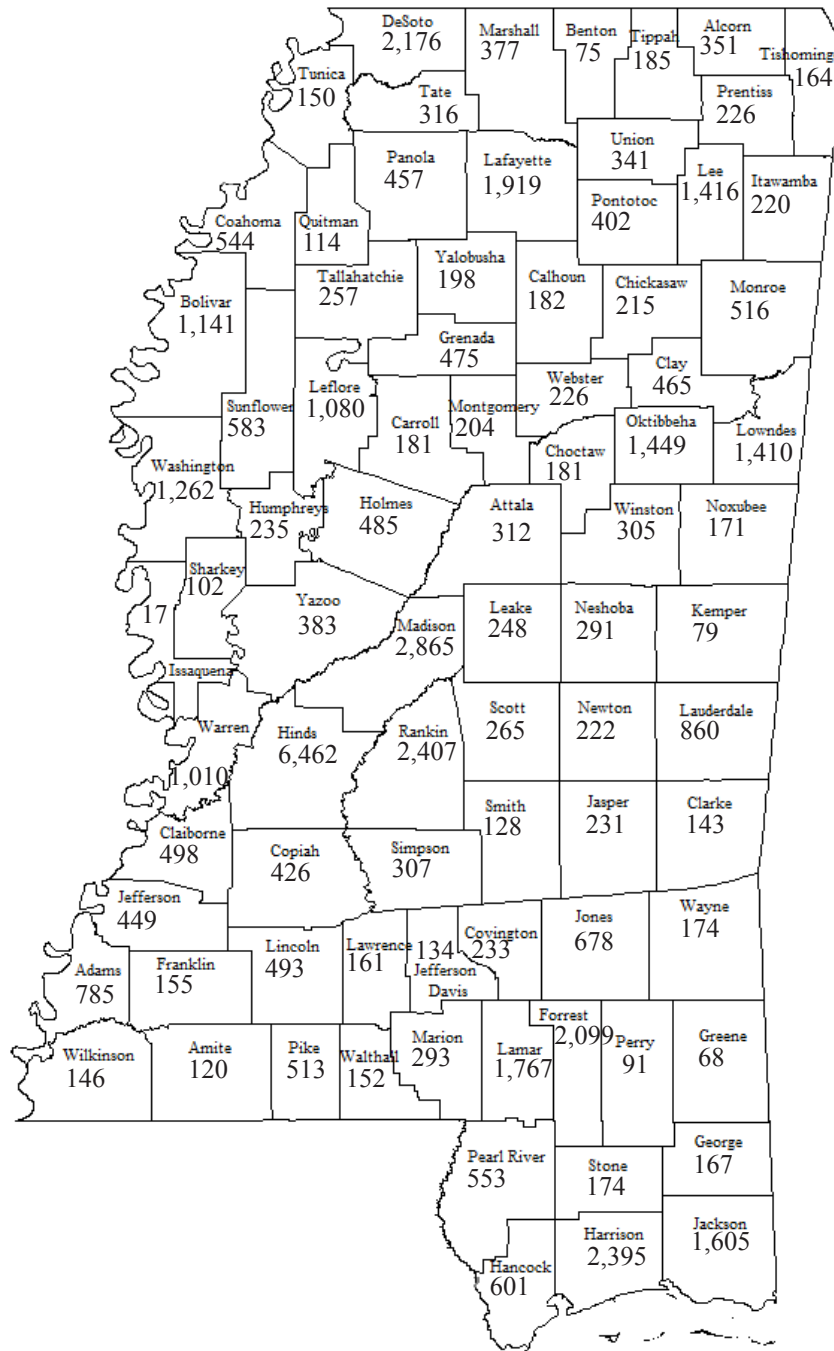 DeSoto
2,176
Marshall
377
Benton
75
Tippah
185
Alcorn
351
Tishoming
164
Tunica
150
Tate
316
Prentiss
226
Panola
457
Lafayette
1,919
Union
341
Lee
1,416
Itawamba
220
Pontotoc
402
Coahoma
544
Quitman
114
Tallahatchie
257
Yalobusha
198
Calhoun
182
Chickasaw
215
Monroe
516
Bolivar
1,141
Grenada
475
Clay
465
Webster
226
Leflore
1,080
Sunflower
583
Carroll
181
Montgomery
204
Choctaw
181
Oktibbeha
1,449
Lowndes
1,410
Washington
1,262
Humphreys
235
Holmes
485
Attala
312
Winston
305
Noxubee
171
Sharkey
102
17
Issaquena
Yazoo
383
Madison
2,865
Leake
248
Neshoba
291
Kemper
79
Warren
1,010
Hinds
6,462
Rankin
2,407
Scott
265
Newton
222
Lauderdale
860
Smith
128
Jasper
231
Clarke
143
Claiborne
498
Copiah
426
Simpson
307
Jefferson
449
Lincoln
493
Lawrence
161
134
Jefferson
Davis
Covington
233
Jones
678
Wayne
174
Adams
785
Franklin
155
Wilkinson
146
Amite
120
Pike
513
Walthall
152
Marion
293
Lamar
1,767
Forrest
2,099
Perry
91
Greene
68
Pearl River
553
Stone
174
George
167
Hancock
601
Harrison
2,395
Jackson
1,605